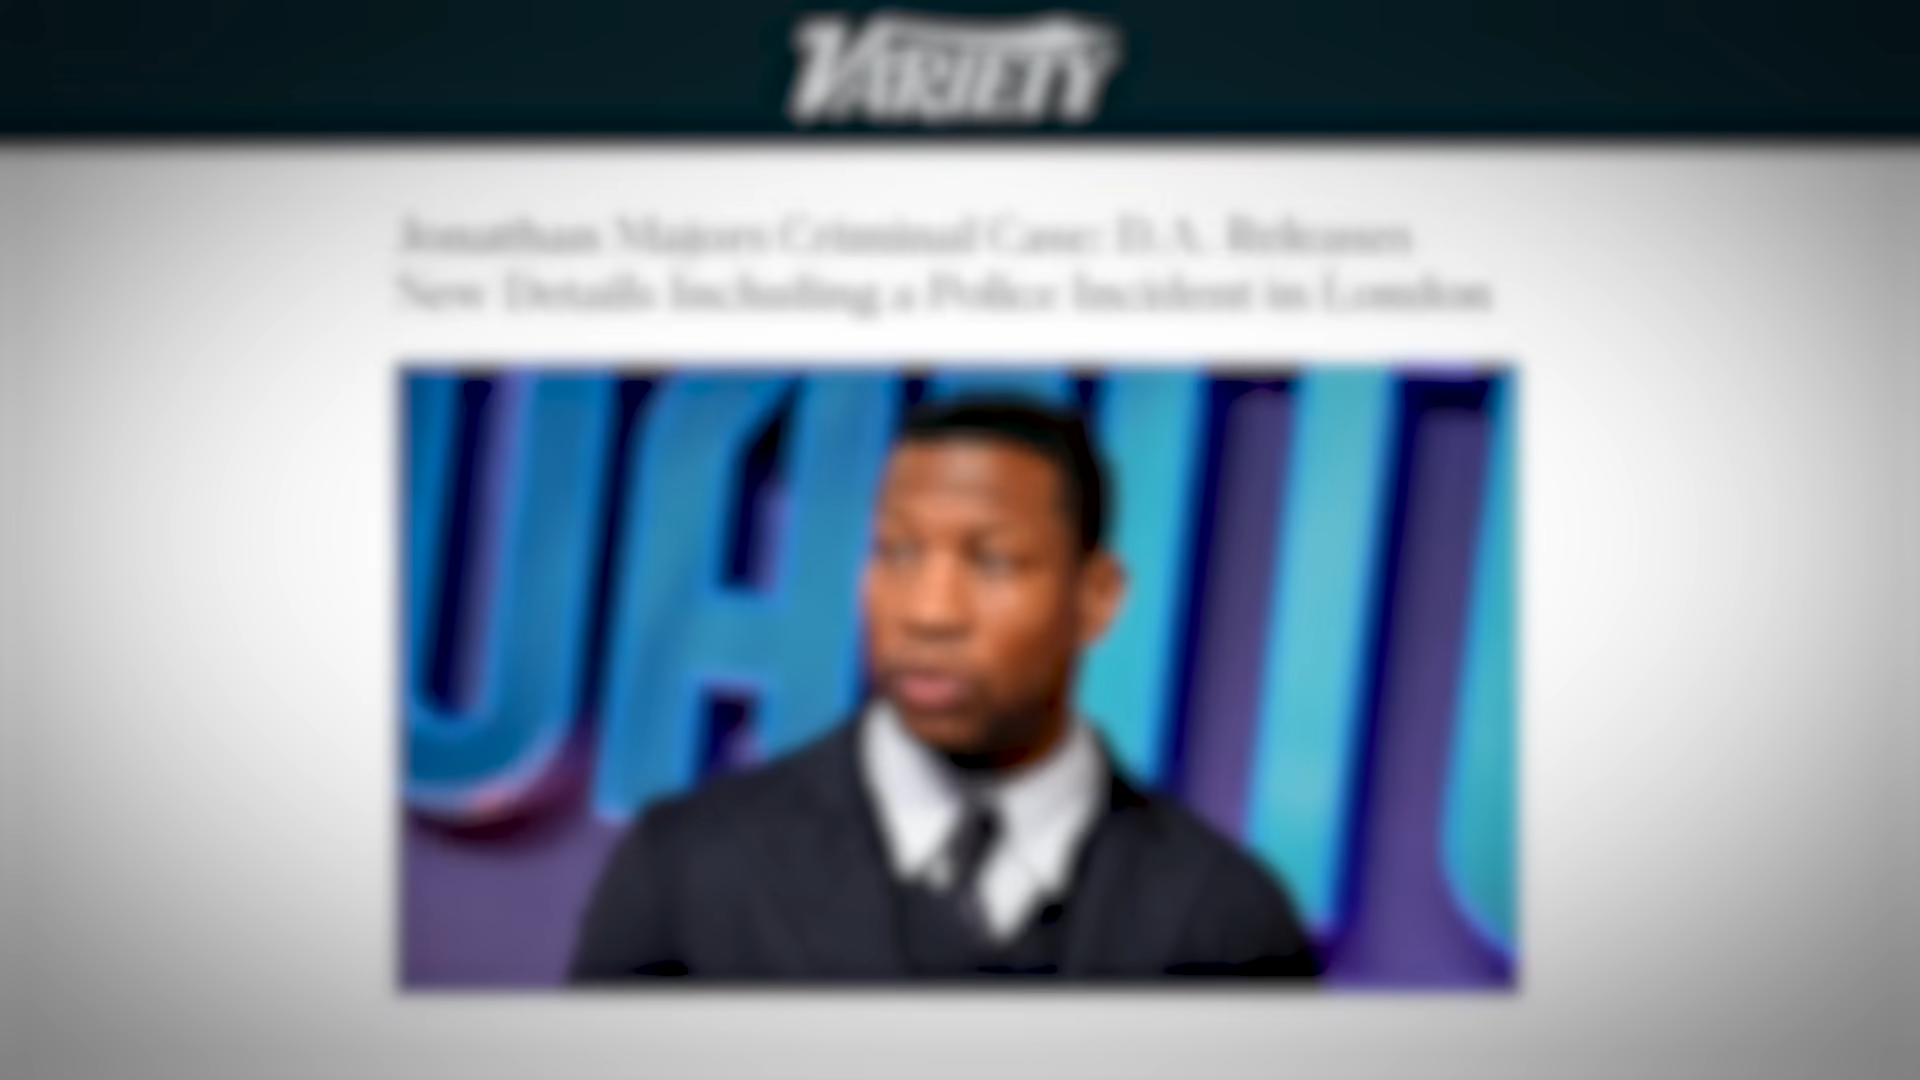 VARIETY
Jonathan Majors Criminal Case: D.A. Releases
New Details Including a Police Incident in London